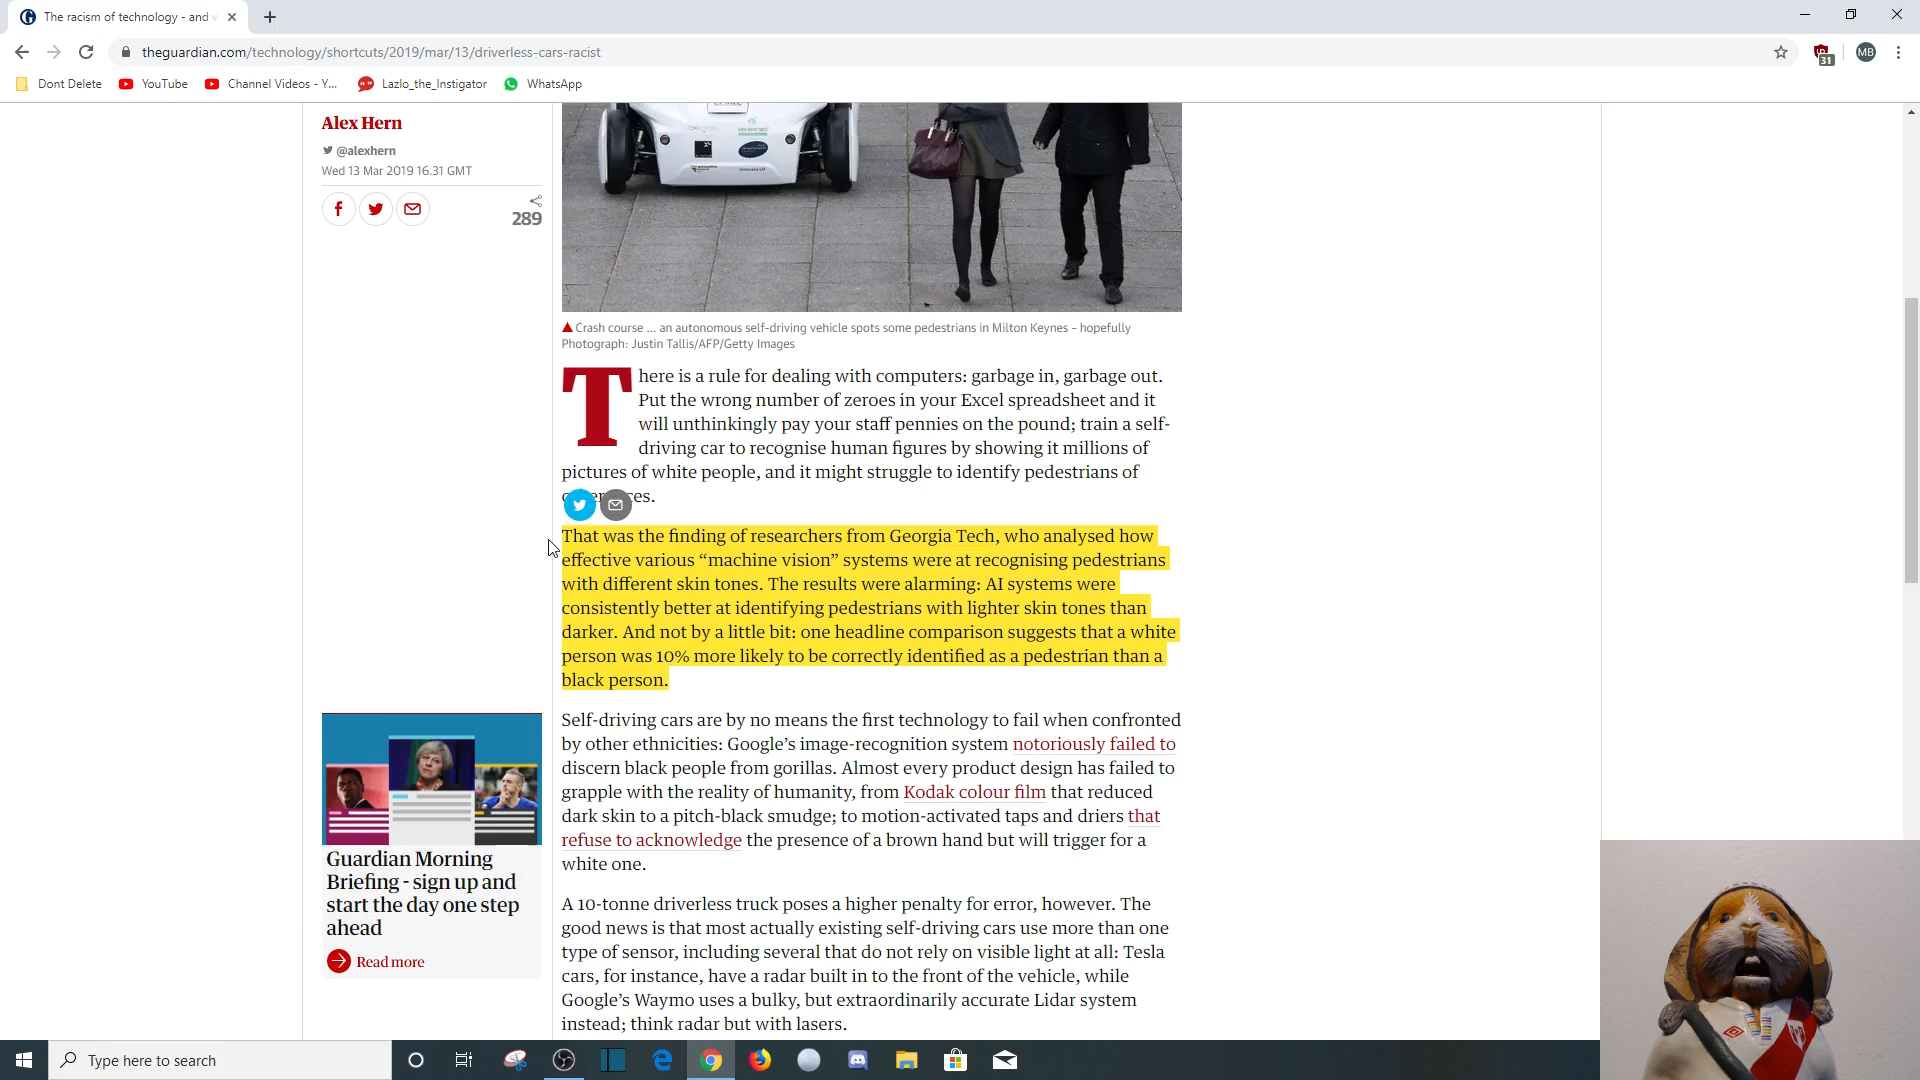 The racism of technology - and w
theguardian.com/technology/shortcuts/2019/mar/13/driverless-cars-racist
31
MB
Dont Delete
YouTube
Channel Videos - Y...
Lazlo_the_Instigator
WhatsApp
Alex Hern
@alexhern
Wed 13 Mar 2019 16.31 GMT
289
Crash course ... an autonomous self-driving vehicle spots some pedestrians in Milton Keynes – hopefully
Photograph: Justin Tallis/AFP/Getty Images
There is a rule for dealing with computers: garbage in, garbage out.
Put the wrong number of zeroes in your Excel spreadsheet and it
will unthinkingly pay your staff pennies on the pound; train a self-
driving car to recognise human figures by showing it millions of
pictures of white people, and it might struggle to identify pedestrians of
That was the finding of researchers from Georgia Tech, who analysed how
effective various “machine vision” systems were at recognising pedestrians
with different skin tones. The results were alarming: AI systems were
consistently better at identifying pedestrians with lighter skin tones than
darker. And not by a little bit: one headline comparison suggests that a white
person was 10% more likely to be correctly identified as a pedestrian than a
black person.
Self-driving cars are by no means the first technology to fail when confronted
by other ethnicities: Google’s image-recognition system notoriously failed to
discern black people from gorillas. Almost every product design has failed to
grapple with the reality of humanity, from Kodak colour film that reduced
dark skin to a pitch-black smudge; to motion-activated taps and driers that
refuse to acknowledge the presence of a brown hand but will trigger for a
white one.
A 10-tonne driverless truck poses a higher penalty for error, however. The
good news is that most actually existing self-driving cars use more than one
type of sensor, including several that do not rely on visible light at all: Tesla
cars, for instance, have a radar built in to the front of the vehicle, while
Google’s Waymo uses a bulky, but extraordinarily accurate Lidar system
instead; think radar but with lasers.
Guardian Morning
Briefing - sign up and
start the day one step
ahead
Read more
Type here to search